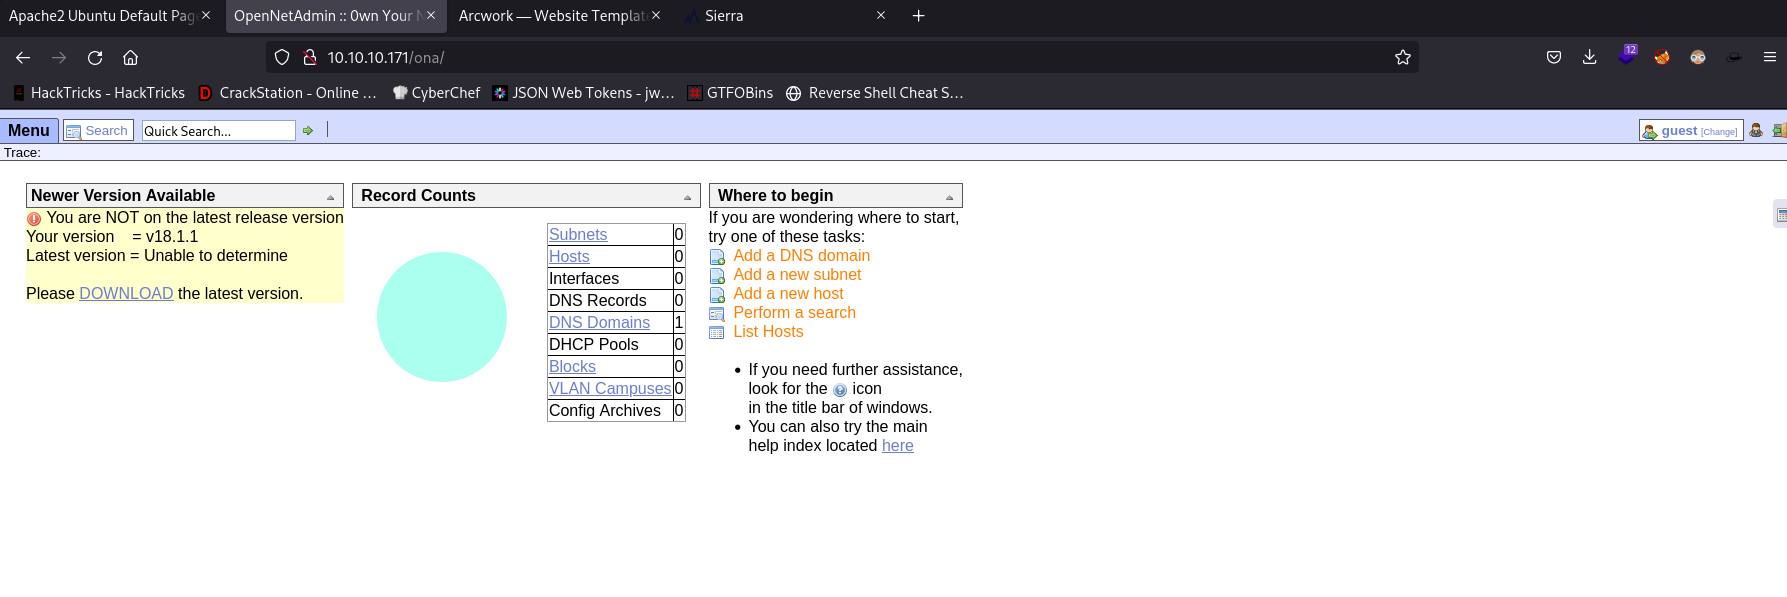 Apache2 Ubuntu Default Pag
OpenNetAdmin :: 0wn Your N
Arcwork — Website Templat
Sierra
10.10.10.171/ona/
12
HackTricks - HackTricks
CrackStation - Online ...
CyberChef
JSON Web Tokens - jw...
GTFOBins
Reverse Shell Cheat S...
Menu
Search
Quick Search...
guest [Change]
Trace:
Newer Version Available
You are NOT on the latest release version
Your version = v18.1.1
Latest version = Unable to determine
Please DOWNLOAD the latest version.
Record Counts
Subnets 0
Hosts 0
Interfaces 0
DNS Records 0
DNS Domains 1
DHCP Pools 0
Blocks 0
VLAN Campuses 0
Config Archives 0
Where to begin
If you are wondering where to start,
try one of these tasks:
Add a DNS domain
Add a new subnet
Add a new host
Perform a search
List Hosts
• If you need further assistance,
look for the icon
in the title bar of windows.
• You can also try the main
help index located here